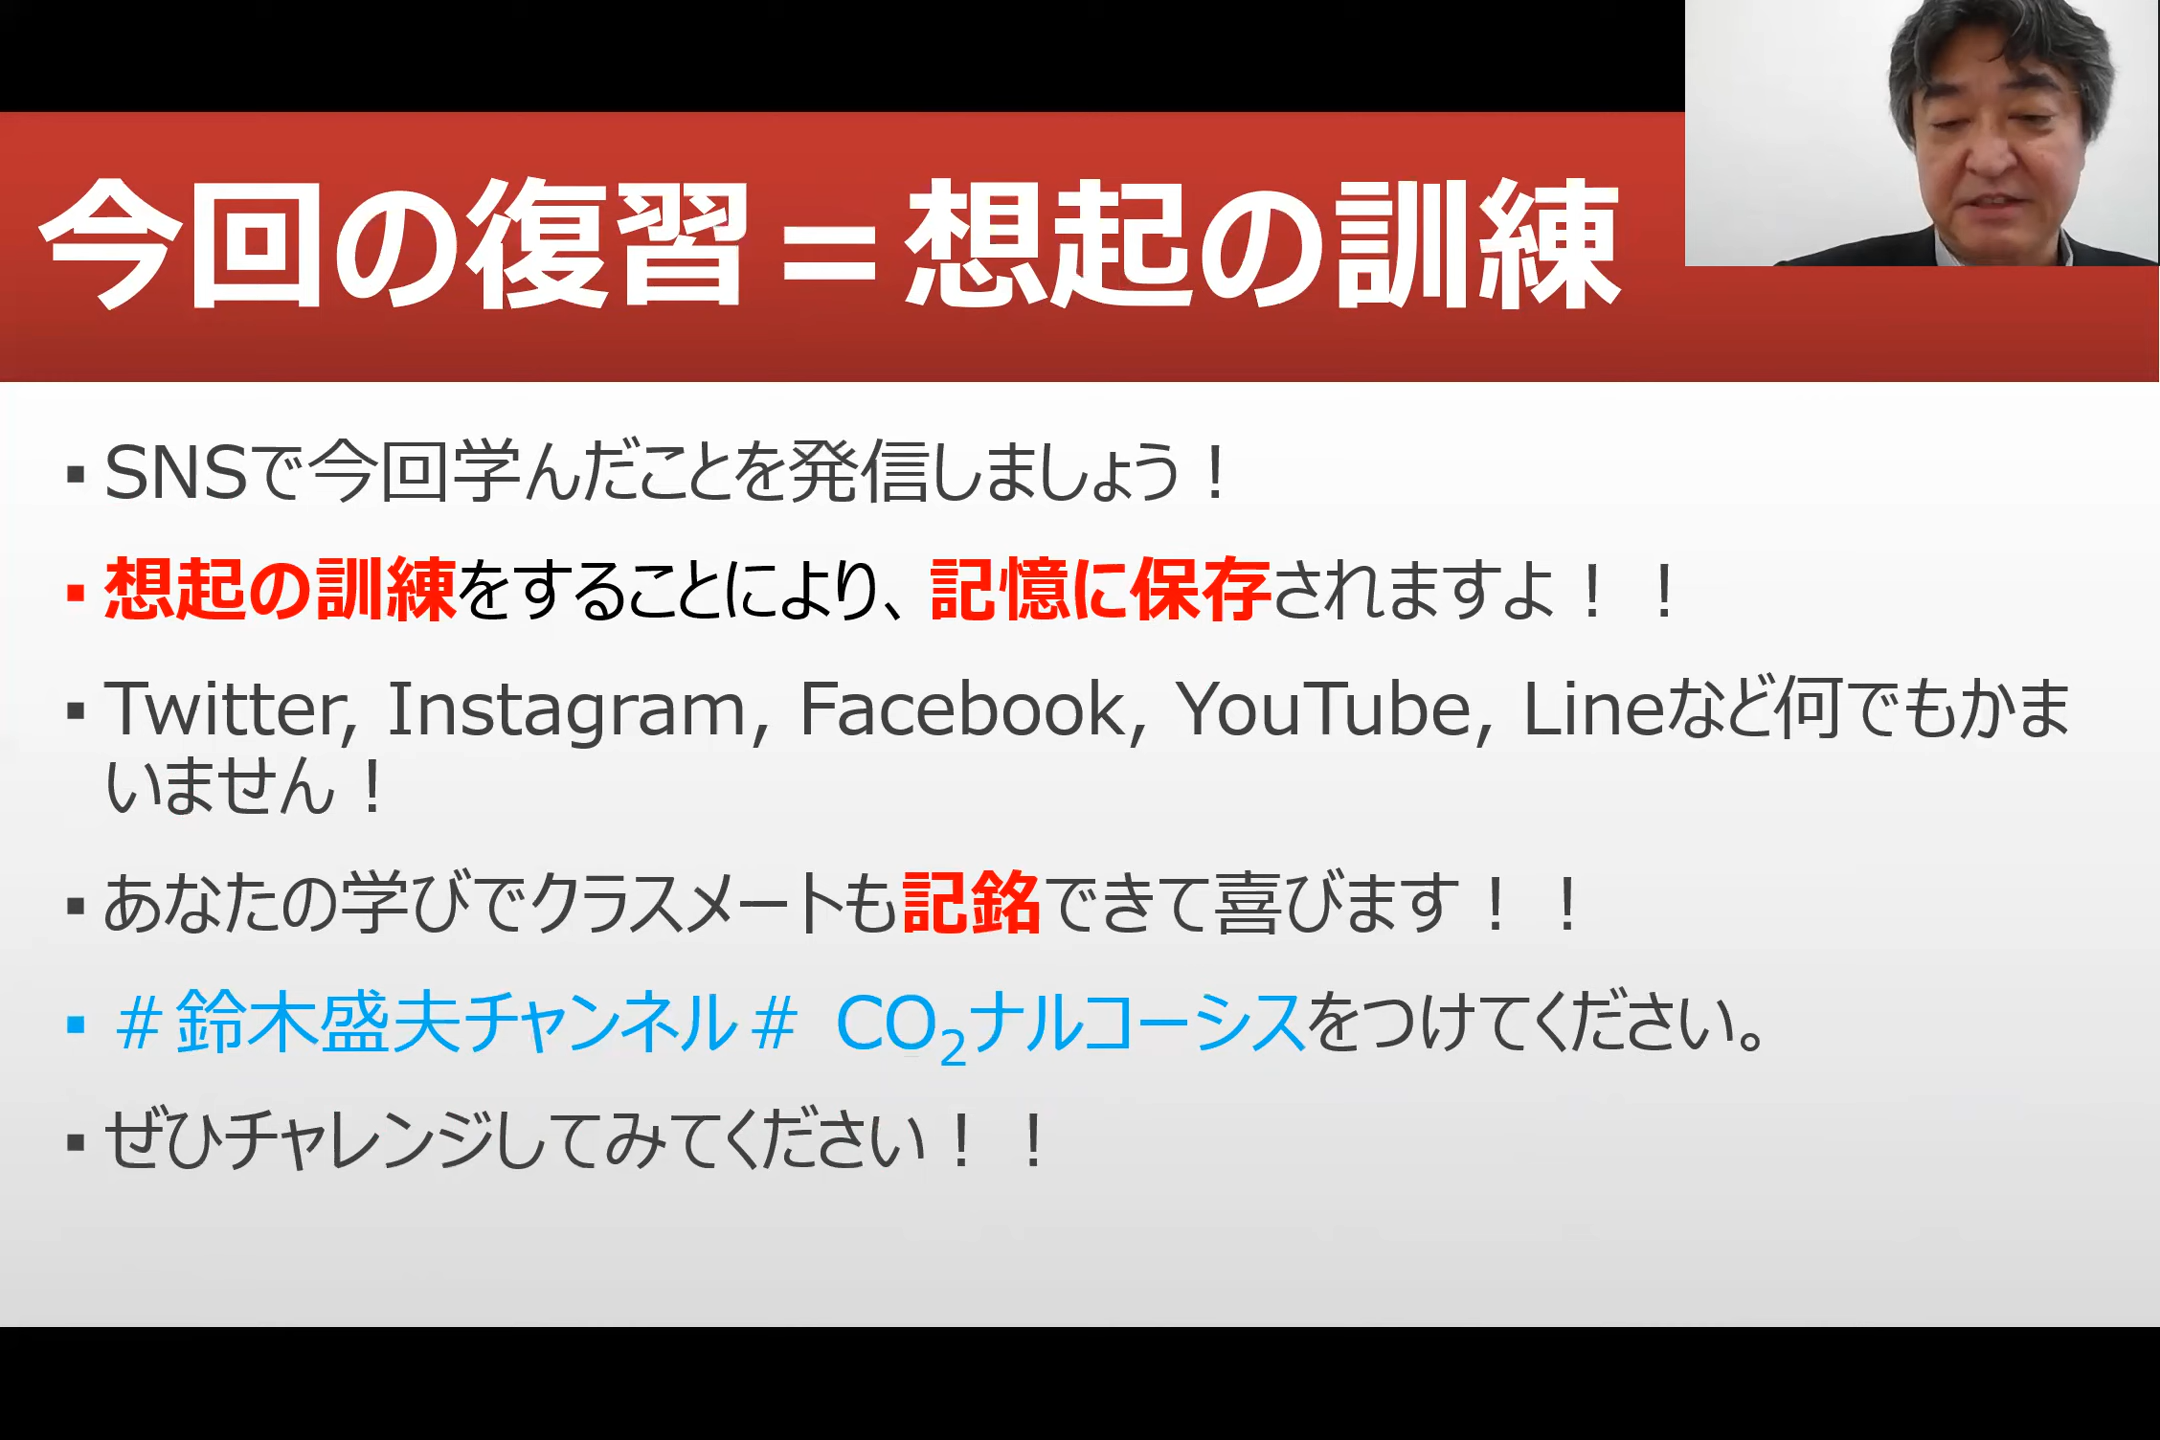 今回の復習＝想起の訓練
▪ SNSで今回学んだことを発信しましょう！
▪ 想起の訓練をすることにより、記憶に保存されますよ！！
▪ Twitter, Instagram, Facebook, YouTube, Lineなど何でもかま
いません！
▪ あなたの学びでクラスメートも記銘できて喜びます！！
▪ ＃鈴木盛夫チャンネル＃ CO₂ナルコーシスをつけてください。
▪ ぜひチャレンジしてみてください！！